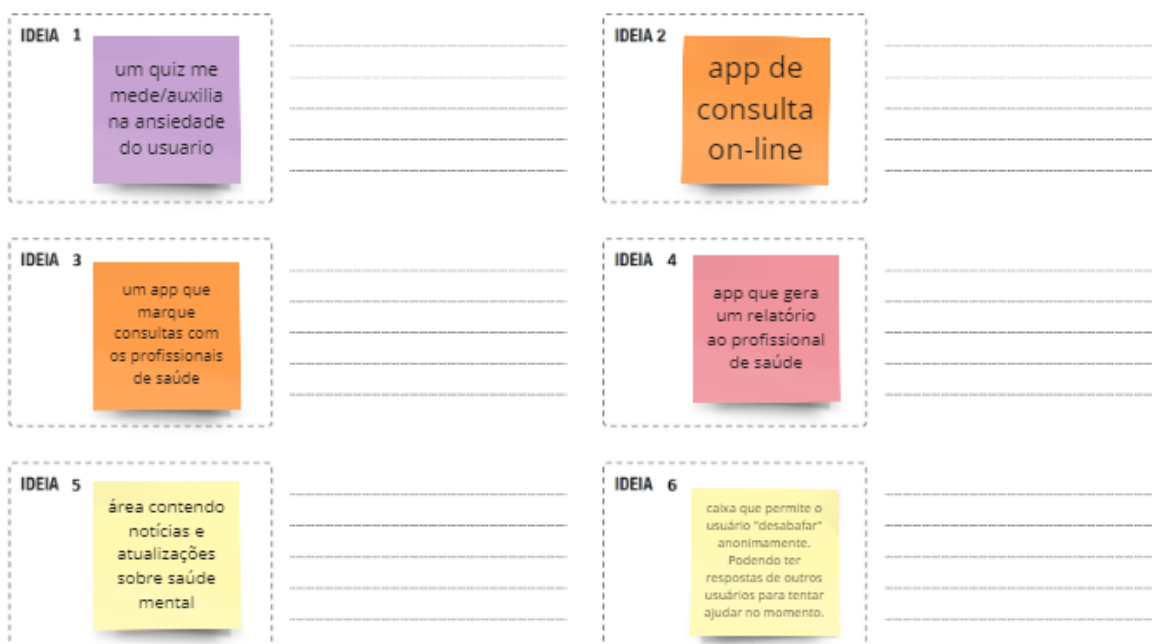 IDEIA 1
um quiz me
mede/auxilia
na ansiedade
do usuario
IDEIA 2
app de
consulta
on-line
IDEIA 3
um app que
marque
consultas com
os profissionais
de saúde
IDEIA 4
app que gera
um relatório
ao profissional
de saúde
IDEIA 5
área contendo
notícias e
atualizações
sobre saúde
mental
IDEIA 6
caixa que permite o
usuário "desabafar"
anonimamente.
Podendo ter
respostas de outros
usuários para tentar
ajudar no momento.